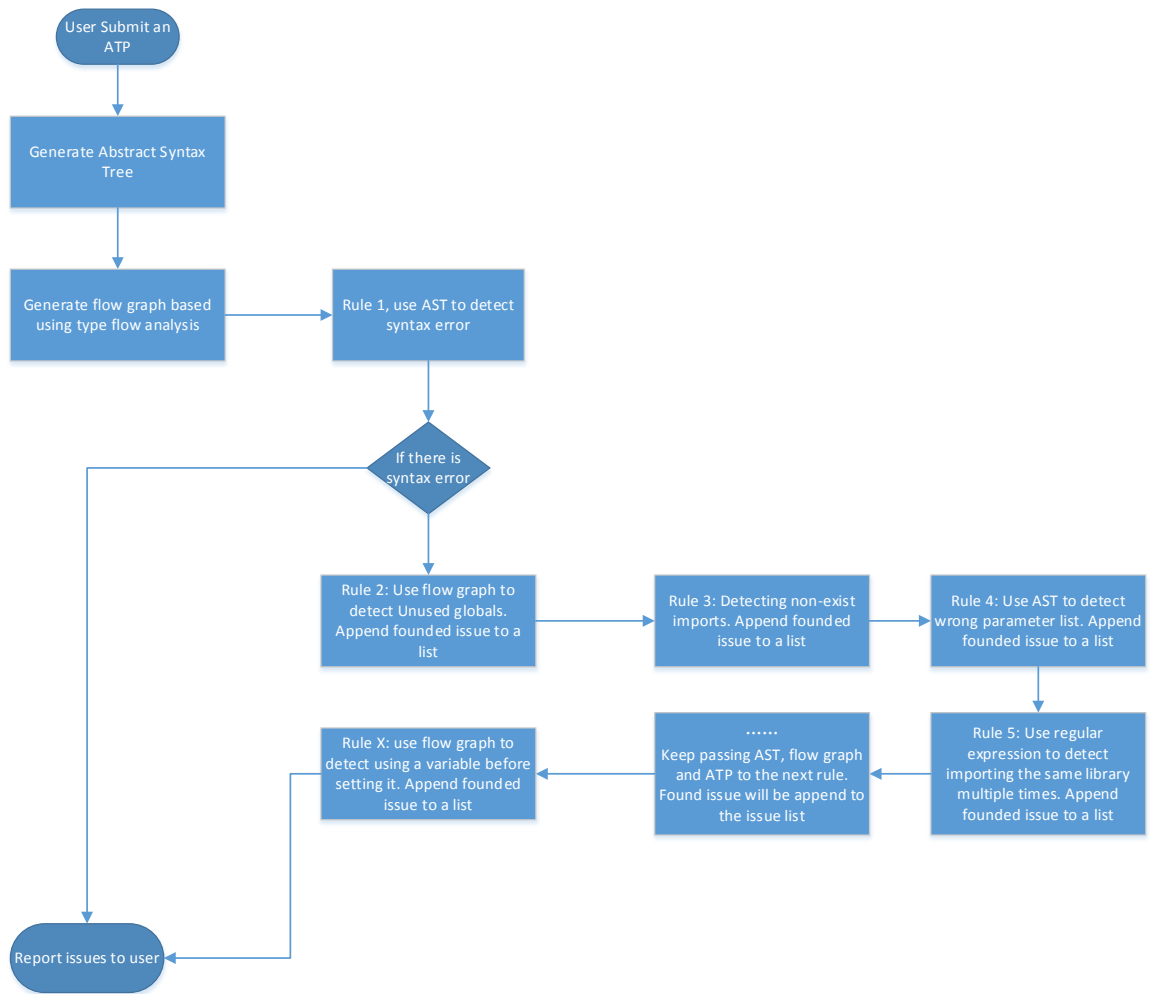 User Submit an
ATP
Generate Abstract Syntax
Tree
Generate flow graph based
using type flow analysis
Rule 1, use AST to detect
syntax error
If there is
syntax error
Rule 2: Use flow graph to
detect Unused globals.
Append founded issue to a
list
Rule 3: Detecting non-exist
imports. Append founded
issue to a list
Rule 4: Use AST to detect
wrong parameter list. Append
founded issue to a list
Rule 5: Use regular
expression to detect
importing the same library
multiple times. Append
founded issue to a list
......
Keep passing AST, flow graph
and ATP to the next rule.
Found issue will be append to
the issue list
Rule X: use flow graph to
detect using a variable before
setting it. Append founded
issue to a list
Report issues to user